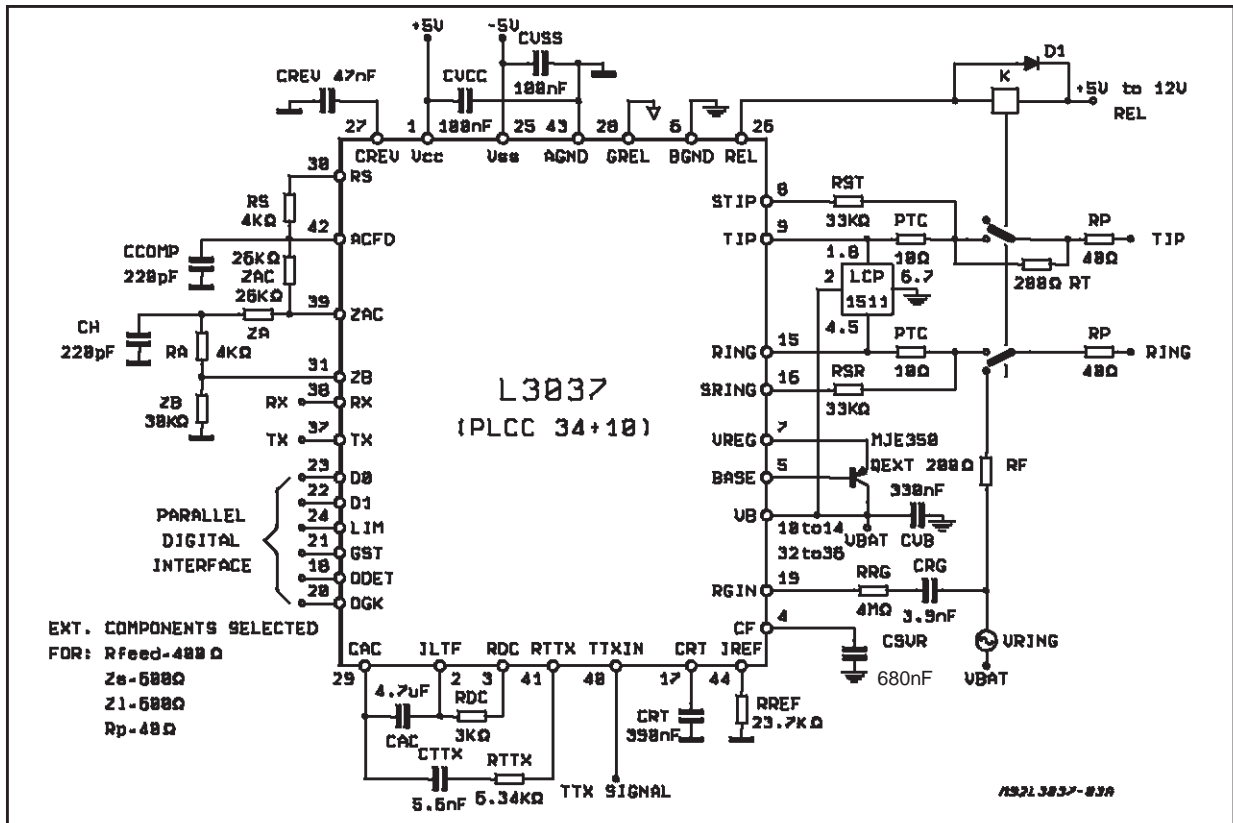 +5V
-5V
CVSS
100nF
D1
K
+5V to 12V
REL
CREV 47nF
CVCC
100nF
27
1
25
43
28
6
26
CREV
Vcc
Vss
AGND
GREL
BGND
REL
30
RS
RS
4KΩ
42
ACFD
CCOMP
220pF
26KΩ
ZAC
26KΩ
39
ZAC
CH
220pF
ZA
RA
4KΩ
31
ZB
ZB
30KΩ
RX
38
RX
TX
37
TX
23
D0
22
D1
24
LIM
21
GST
18
ODET
20
OGK
PARALLEL
DIGITAL
INTERFACE
L3037
(PLCC 34+10)
STIP
8
RST
33KΩ
TIP
9
PTC
10Ω
RP
40Ω
TIP
1.8
2
LCP
1511
6.7
4.5
200Ω RT
RING
15
PTC
10Ω
RP
40Ω
RING
SRING
16
RSR
33KΩ
VREG
7
MJE350
BASE
5
QEXT 200Ω
RF
330nF
VB
10to14
32to36
VBAT
CVB
RGIN
19
RRG
4MΩ
CRG
3.9nF
CF
4
CSVR
680nF
VRING
VBAT
EXT. COMPONENTS SELECTED
FOR: Rfeed-400Ω
Zs-600Ω
Zl-600Ω
Rp-40Ω
CAC
ILTF
RDC
RTTX
TTXIN
CRT
IREF
29
2
3
41
40
17
44
4.7uF
CAC
RDC
3KΩ
CRT
390nF
RREF
23.7KΩ
CTTX
5.6nF
RTTX
5.34KΩ
TTX SIGNAL
M93L3037-03A